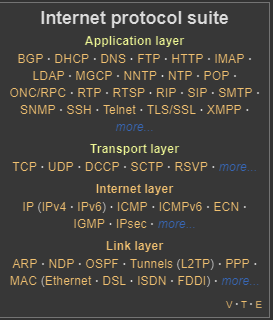 Internet protocol suite
Application layer
BGP · DHCP · DNS · FTP · HTTP · IMAP ·
LDAP · MGCP · NNTP · NTP · POP ·
ONC/RPC · RTP · RTSP · RIP · SIP · SMTP ·
SNMP · SSH · Telnet · TLS/SSL · XMPP ·
more...
Transport layer
TCP · UDP · DCCP · SCTP · RSVP · more...
Internet layer
IP (IPv4 · IPv6) · ICMP · ICMPv6 · ECN ·
IGMP · IPsec · more...
Link layer
ARP · NDP · OSPF · Tunnels (L2TP) · PPP ·
MAC (Ethernet · DSL · ISDN · FDDI) · more...
V · T · E